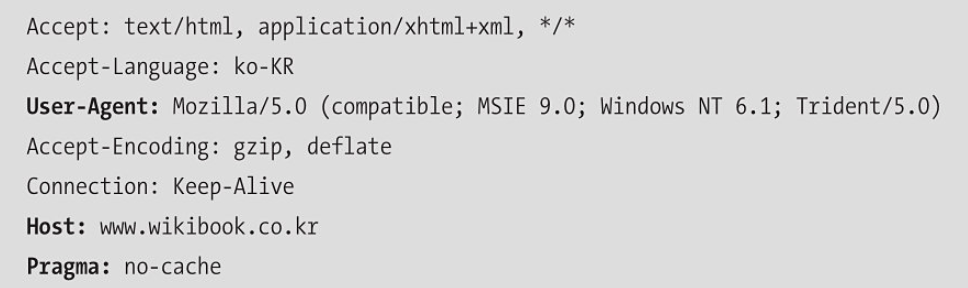 Accept: text/html, application/xhtml+xml, */*
Accept-Language: ko-KR
User-Agent: Mozilla/5.0 (compatible; MSIE 9.0; Windows NT 6.1; Trident/5.0)
Accept-Encoding: gzip, deflate
Connection: Keep-Alive
Host: www.wikibook.co.kr
Pragma: no-cache